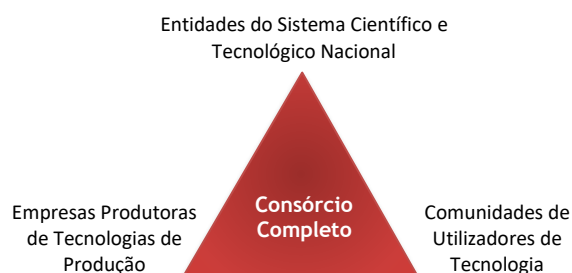 Entidades do Sistema Científico e
Tecnológico Nacional
Consórcio
Completo
Empresas Produtoras
de Tecnologias de
Produção
Comunidades de
Utilizadores de
Tecnologia